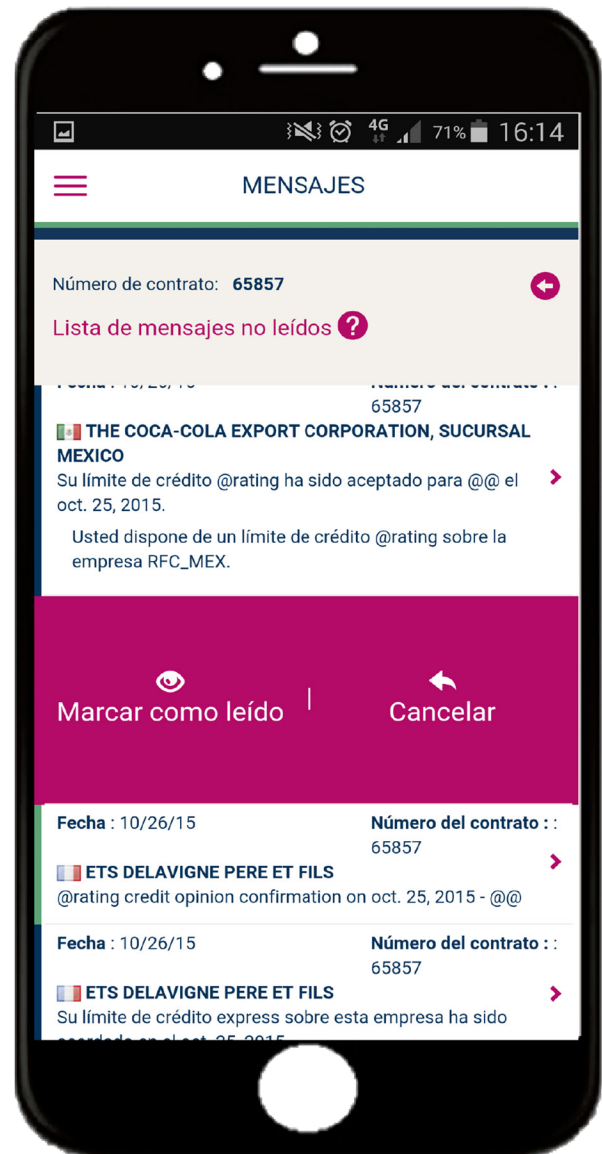 4G 71% 16:14
MENSAJES
Número de contrato: 65857
Lista de mensajes no leídos ?
65857
THE COCA-COLA EXPORT CORPORATION, SUCURSAL
MEXICO
Su límite de crédito @rating ha sido aceptado para @@ el
oct. 25, 2015.
Usted dispone de un límite de crédito @rating sobre la
empresa RFC_MEX.
Marcar como leído | Cancelar
Fecha : 10/26/15 Número del contrato : :
65857
ETS DELAVIGNE PERE ET FILS
@rating credit opinion confirmation on oct. 25, 2015 - @@
Fecha : 10/26/15 Número del contrato : :
65857
ETS DELAVIGNE PERE ET FILS
Su límite de crédito express sobre esta empresa ha sido